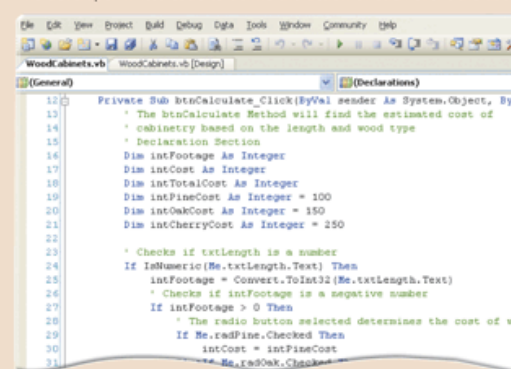 File Edit View Project Build Debug Data Tools Window Community Help
WoodCabinets.vb WoodCabinets.vb [Design]
(General) (Declarations)
12 Private Sub btnCalculate_Click(ByVal sender As System.Object, By
13 ' The btnCalculate Method will find the estimated cost of
14 ' cabinetry based on the length and wood type
15 ' Declaration Section
16 Dim intFootage As Integer
17 Dim intCost As Integer
18 Dim intTotalCost As Integer
19 Dim intPineCost As Integer = 100
20 Dim intOakCost As Integer = 150
21 Dim intCherryCost As Integer = 250
22
23 ' Checks if txtLength is a number
24 If IsNumeric(Me.txtLength.Text) Then
25 intFootage = Convert.ToInt32(Me.txtLength.Text)
26 ' Checks if intFootage is a negative number
27 If intFootage > 0 Then
28 ' The radio button selected determines the cost of w
29 If Me.radPine.Checked Then
30 intCost = intPineCost
31 If Me.radOak.Checked